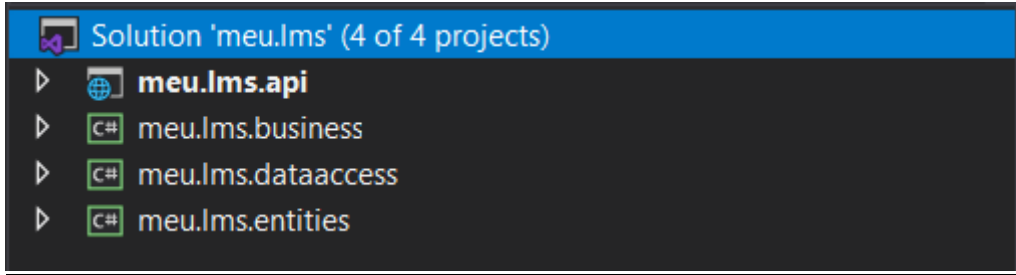 Solution 'meu.lms' (4 of 4 projects)
meu.lms.api
C# meu.lms.business
C# meu.lms.dataaccess
C# meu.lms.entities